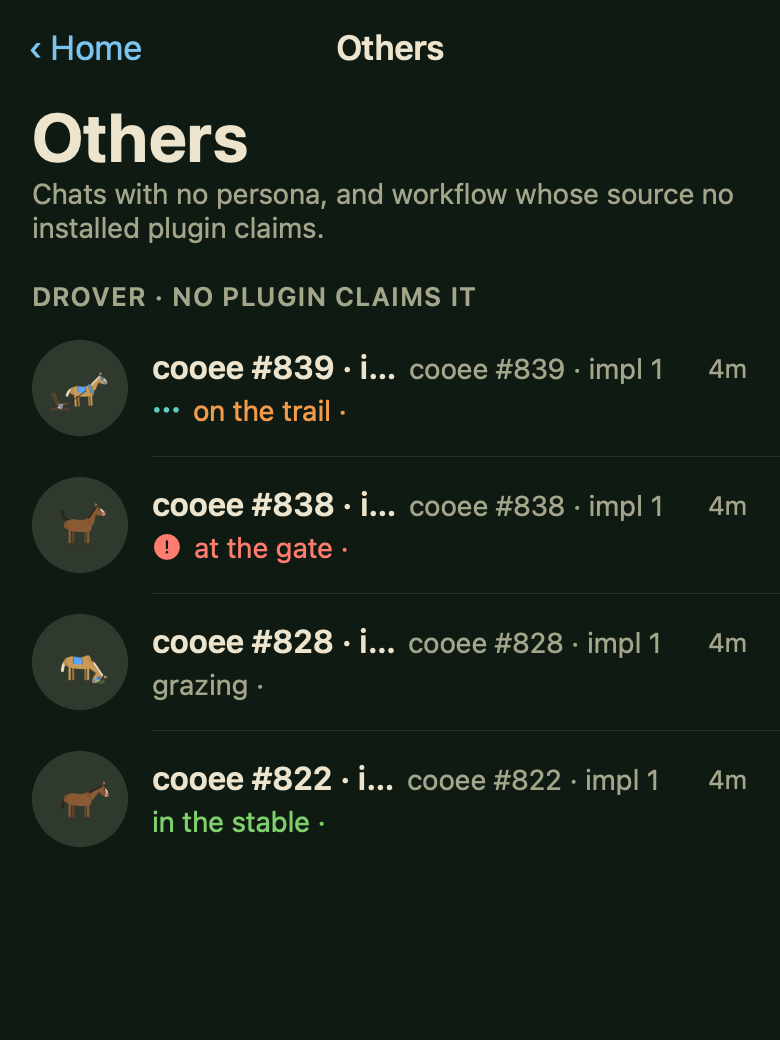 ‹ Home
Others
Others
Chats with no persona, and workflow whose source no
installed plugin claims.
DROVER · NO PLUGIN CLAIMS IT
cooee #839 · i... cooee #839 · impl 1 4m
··· on the trail ·
cooee #838 · i... cooee #838 · impl 1 4m
! at the gate ·
cooee #828 · i... cooee #828 · impl 1 4m
grazing ·
cooee #822 · i... cooee #822 · impl 1 4m
in the stable ·